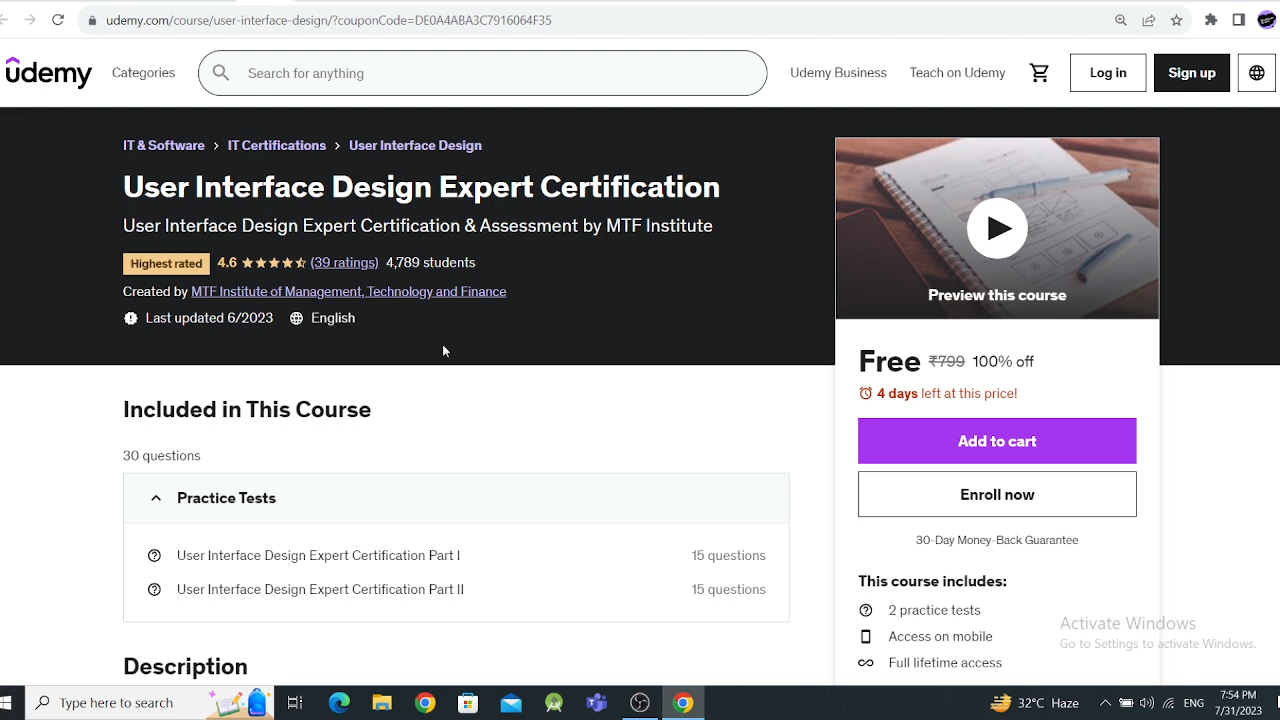 udemy.com/course/user-interface-design/?couponCode=DE0A4ABA3C7916064F35
udemy
Categories
Search for anything
Udemy Business
Teach on Udemy
Log in
Sign up
IT & Software > IT Certifications > User Interface Design
User Interface Design Expert Certification
User Interface Design Expert Certification & Assessment by MTF Institute
Highest rated 4.6 (39 ratings) 4,789 students
Created by MTF Institute of Management, Technology and Finance
Last updated 6/2023 English
Preview this course
Free ₹799 100% off
4 days left at this price!
Add to cart
Enroll now
30-Day Money-Back Guarantee
This course includes:
2 practice tests
Access on mobile
Full lifetime access
Included in This Course
30 questions
Practice Tests
User Interface Design Expert Certification Part I 15 questions
User Interface Design Expert Certification Part II 15 questions
Description
Activate Windows
Go to Settings to activate Windows.
Type here to search
32°C Haze
ENG
7:54 PM
7/31/2023